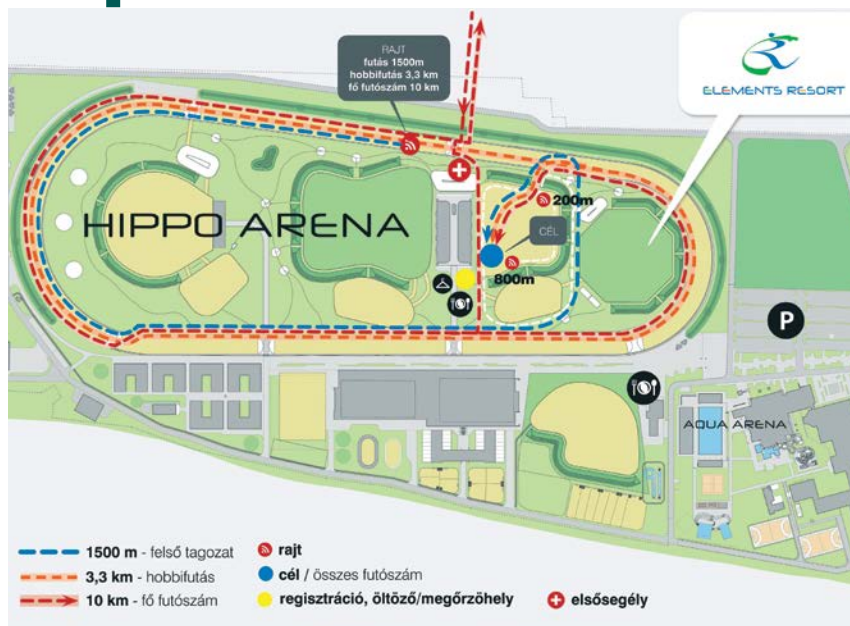 RAJT
futás 1500m
hobbifutás 3,3 km
fő futószám 10 km
ELEMENTS RESORT
HIPPO ARENA
200m
CÉL
800m
P
AQUA ARENA
1500 m - felső tagozat
3,3 km - hobbifutás
10 km - fő futószám
rajt
cél / összes futószám
regisztráció, öltöző/megőrzőhely
elsősegély